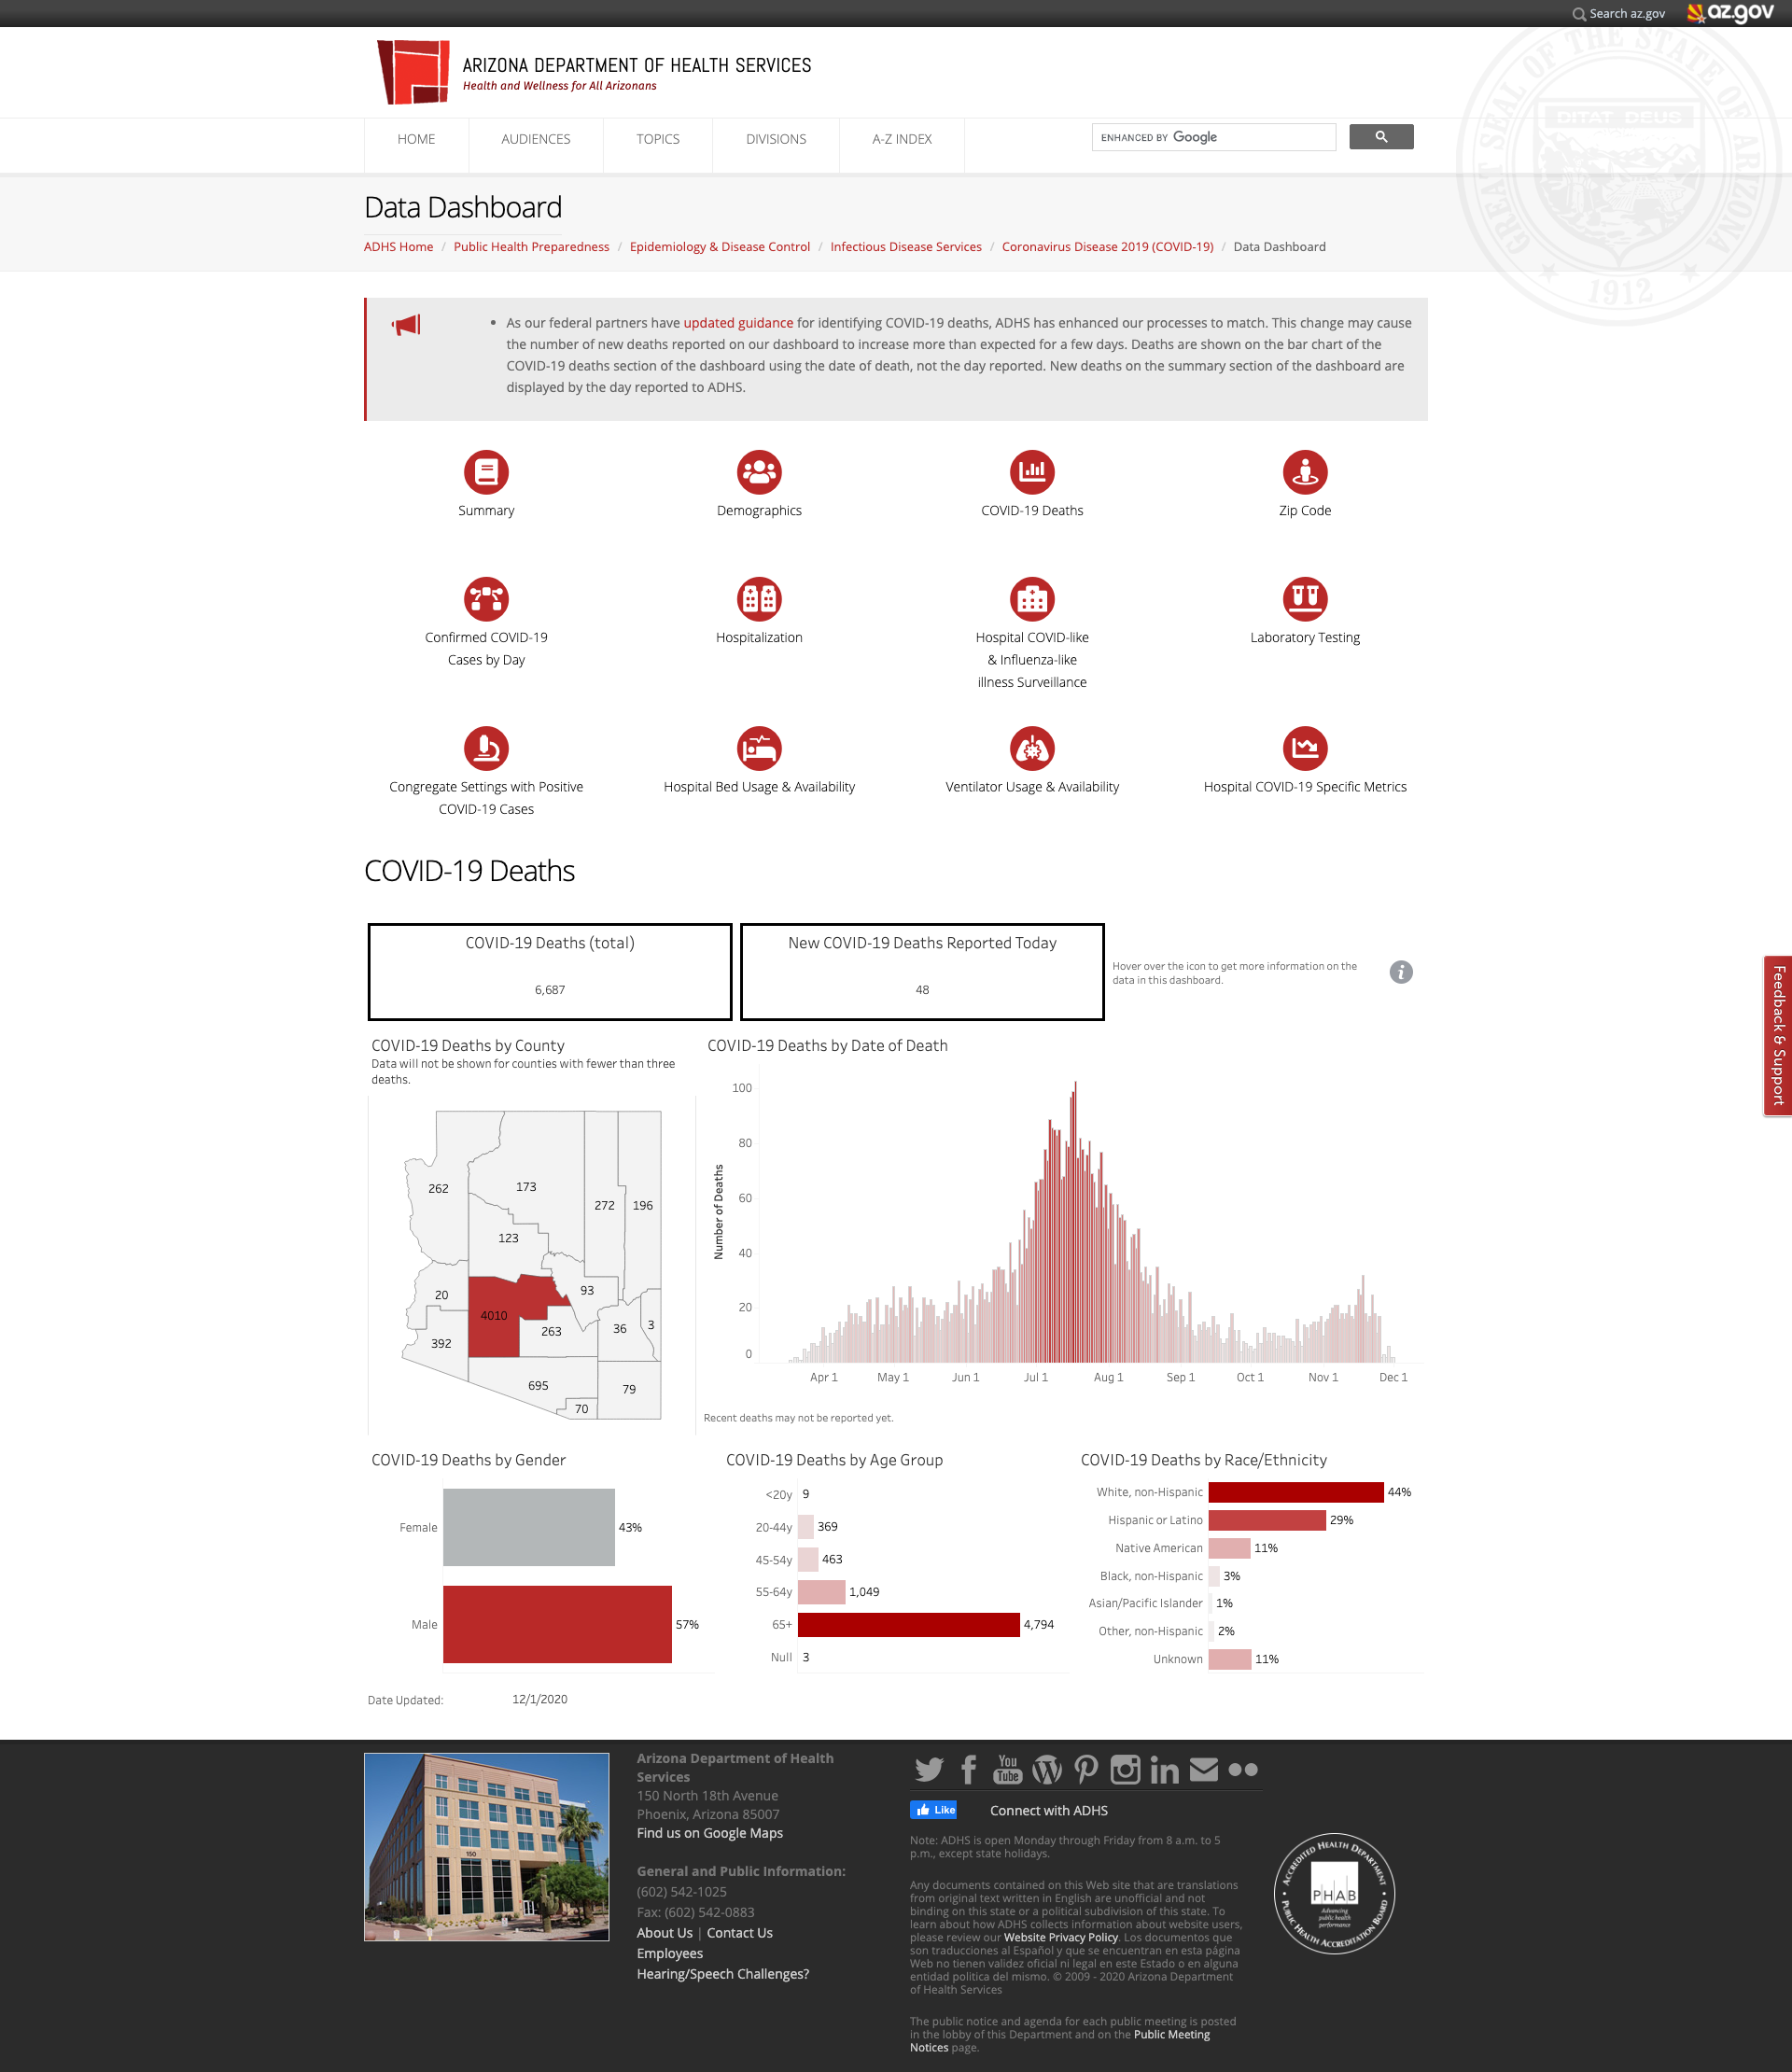 Search az.gov
az.gov
ARIZONA DEPARTMENT OF HEALTH SERVICES
Health and Wellness for All Arizonans
GREAT SEAL OF THE STATE OF ARIZONA
DITAT DEUS
1912
HOME
AUDIENCES
TOPICS
DIVISIONS
A-Z INDEX
ENHANCED BY Google
Data Dashboard
ADHS Home / Public Health Preparedness / Epidemiology & Disease Control / Infectious Disease Services / Coronavirus Disease 2019 (COVID-19) / Data Dashboard
• As our federal partners have updated guidance for identifying COVID-19 deaths, ADHS has enhanced our processes to match. This change may cause
the number of new deaths reported on our dashboard to increase more than expected for a few days. Deaths are shown on the bar chart of the
COVID-19 deaths section of the dashboard using the date of death, not the day reported. New deaths on the summary section of the dashboard are
displayed by the day reported to ADHS.
Summary
Demographics
COVID-19 Deaths
Zip Code
Confirmed COVID-19
Cases by Day
Hospitalization
Hospital COVID-like
& Influenza-like
illness Surveillance
Laboratory Testing
Congregate Settings with Positive
COVID-19 Cases
Hospital Bed Usage & Availability
Ventilator Usage & Availability
Hospital COVID-19 Specific Metrics
COVID-19 Deaths
COVID-19 Deaths (total)
6,687
New COVID-19 Deaths Reported Today
48
Hover over the icon to get more information on the
data in this dashboard.
Feedback & Support
COVID-19 Deaths by County
Data will not be shown for counties with fewer than three
deaths.
262
173
272
196
123
20
4010
93
392
263
36
3
695
79
70
COVID-19 Deaths by Date of Death
Number of Deaths
100
80
60
40
20
0
Apr 1
May 1
Jun 1
Jul 1
Aug 1
Sep 1
Oct 1
Nov 1
Dec 1
Recent deaths may not be reported yet.
COVID-19 Deaths by Gender
Female 43%
Male 57%
COVID-19 Deaths by Age Group
<20y 9
20-44y 369
45-54y 463
55-64y 1,049
65+ 4,794
Null 3
COVID-19 Deaths by Race/Ethnicity
White, non-Hispanic 44%
Hispanic or Latino 29%
Native American 11%
Black, non-Hispanic 3%
Asian/Pacific Islander 1%
Other, non-Hispanic 2%
Unknown 11%
Date Updated: 12/1/2020
150
Arizona Department of Health
Services
150 North 18th Avenue
Phoenix, Arizona 85007
Find us on Google Maps
General and Public Information:
(602) 542-1025
Fax: (602) 542-0883
About Us | Contact Us
Employees
Hearing/Speech Challenges?
You
Tube
in
Like
Connect with ADHS
Note: ADHS is open Monday through Friday from 8 a.m. to 5
p.m., except state holidays.
Any documents contained on this Web site that are translations
from original text written in English are unofficial and not
binding on this state or a political subdivision of this state. To
learn about how ADHS collects information about website users,
please review our Website Privacy Policy. Los documentos que
son traducciones al Español y que se encuentran en esta página
Web no tienen validez oficial ni legal en este Estado o en alguna
entidad politica del mismo. © 2009 - 2020 Arizona Department
of Health Services
The public notice and agenda for each public meeting is posted
in the lobby of this Department and on the Public Meeting
Notices page.
ACCREDITED HEALTH DEPARTMENT
PHAB
Advancing
public health
performance
PUBLIC HEALTH ACCREDITATION BOARD